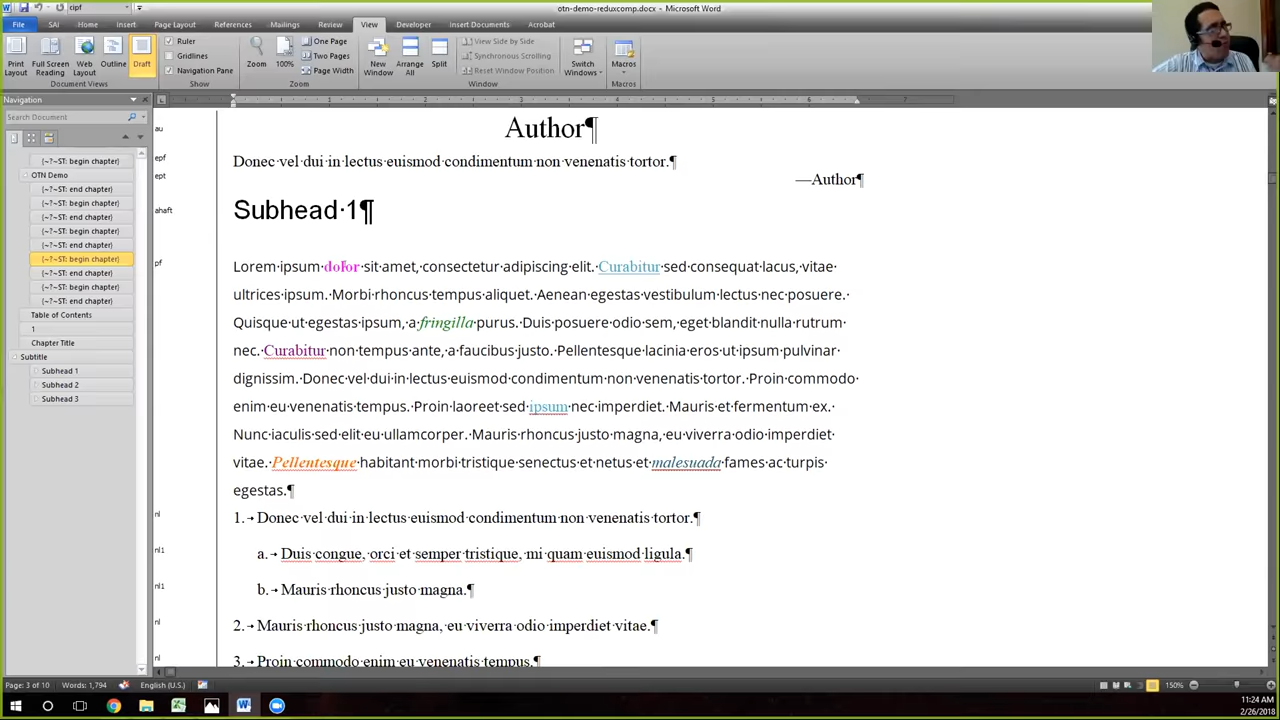 cipf
otn-demo-reduxcomp.docx - Microsoft Word
File SAI Home Insert Page Layout References Mailings Review View Developer Insert Documents Acrobat
Print Layout
Full Screen Reading
Web Layout
Outline
Draft
Document Views
Ruler
Gridlines
Navigation Pane
Show
Zoom
100%
One Page
Two Pages
Page Width
Zoom
New Window
Arrange All
Split
View Side by Side
Synchronous Scrolling
Reset Window Position
Window
Switch Windows
Macros
Macros
Navigation
Search Document
{~?~ST: begin chapter}
OTN Demo
{~?~ST: end chapter}
{~?~ST: begin chapter}
{~?~ST: end chapter}
{~?~ST: begin chapter}
{~?~ST: end chapter}
{~?~ST: begin chapter}
{~?~ST: end chapter}
{~?~ST: begin chapter}
{~?~ST: end chapter}
Table of Contents
1
Chapter Title
Subtitle
Subhead 1
Subhead 2
Subhead 3
1 2 3 4 5 6 7
au Author¶
epf Donec·vel·dui·in·lectus·euismod·condimentum·non·venenatis·tortor.¶
ept —Author¶
ahaft Subhead·1¶
pf Lorem·ipsum·dolor·sit·amet,·consectetur·adipiscing·elit.·Curabitur·sed·consequat·lacus,·vitae·
ultrices·ipsum.·Morbi·rhoncus·tempus·aliquet.·Aenean·egestas·vestibulum·lectus·nec·posuere.·
Quisque·ut·egestas·ipsum,·a·fringilla·purus.·Duis·posuere·odio·sem,·eget·blandit·nulla·rutrum·
nec.·Curabitur·non·tempus·ante,·a·faucibus·justo.·Pellentesque·lacinia·eros·ut·ipsum·pulvinar·
dignissim.·Donec·vel·dui·in·lectus·euismod·condimentum·non·venenatis·tortor.·Proin·commodo·
enim·eu·venenatis·tempus.·Proin·laoreet·sed·ipsum·nec·imperdiet.·Mauris·et·fermentum·ex.·
Nunc·iaculis·sed·elit·eu·ullamcorper.·Mauris·rhoncus·justo·magna,·eu·viverra·odio·imperdiet·
vitae.·Pellentesque·habitant·morbi·tristique·senectus·et·netus·et·malesuada·fames·ac·turpis·
egestas.¶
nl 1.→Donec·vel·dui·in·lectus·euismod·condimentum·non·venenatis·tortor.¶
nl1 a.→Duis·congue,·orci·et·semper·tristique,·mi·quam·euismod·ligula.¶
nl1 b.→Mauris·rhoncus·justo·magna.¶
nl 2.→Mauris·rhoncus·justo·magna,·eu·viverra·odio·imperdiet·vitae.¶
nl 3.→Proin·commodo·enim·eu·venenatis·tempus.¶
Page: 3 of 10 Words: 1,794 English (U.S.) 150%
11:24 AM
2/26/2018